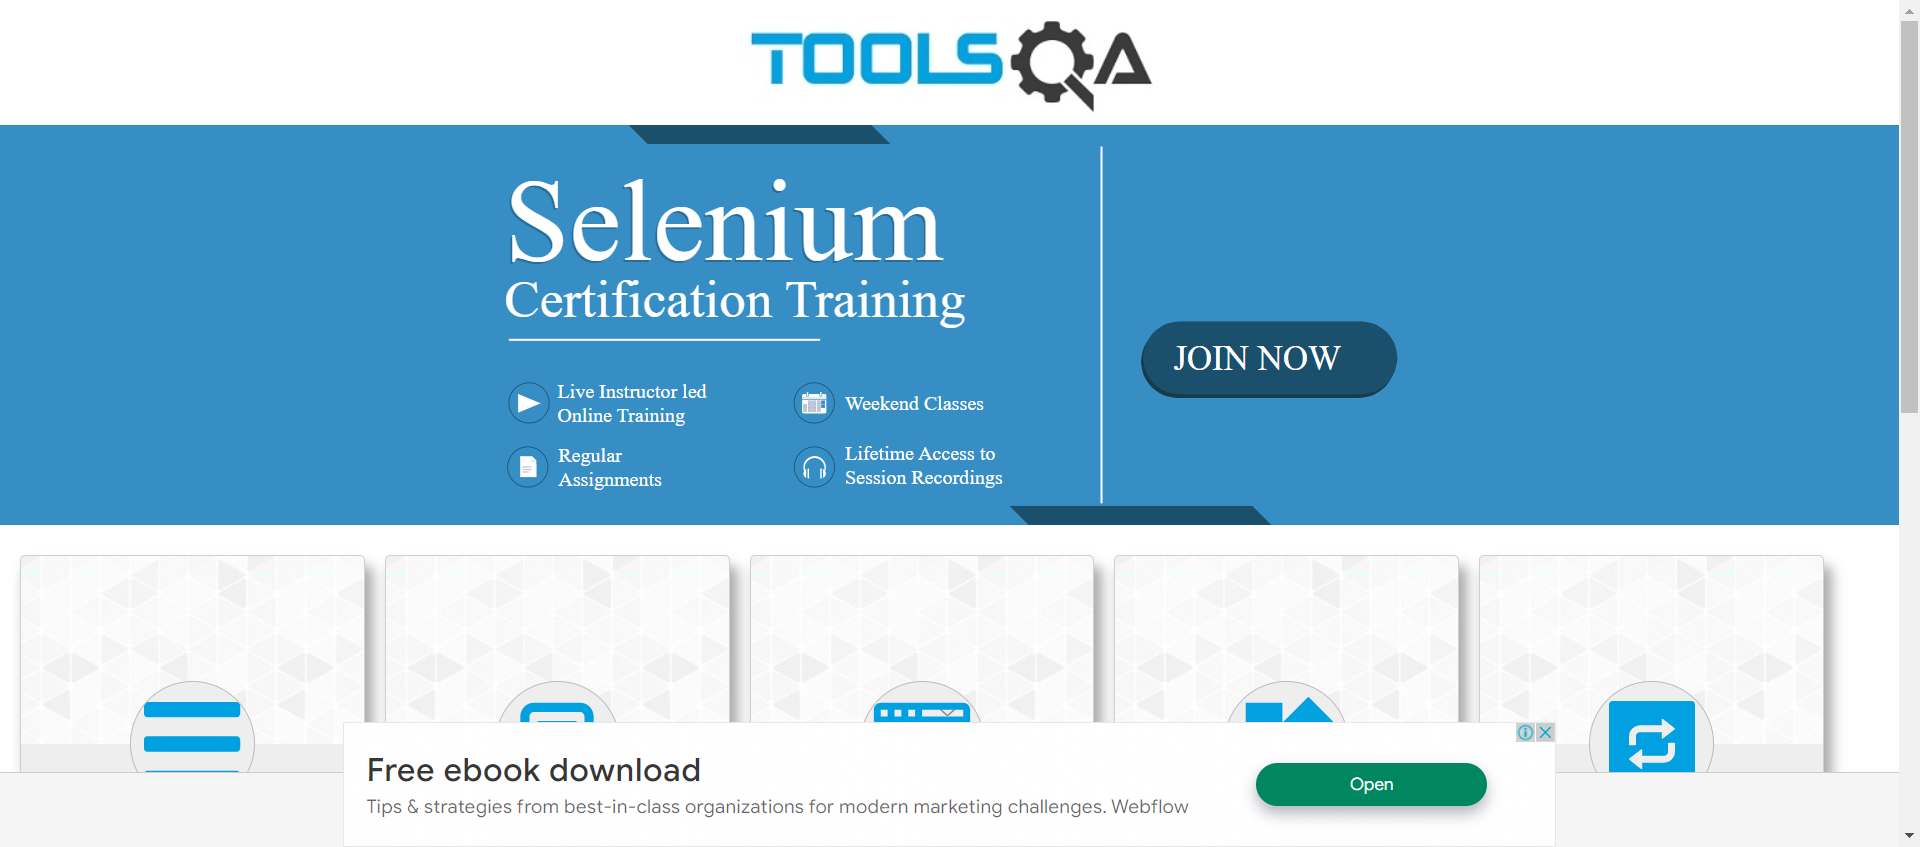 TOOLSQA
Selenium
Certification Training
JOIN NOW
Live Instructor led
Online Training
Weekend Classes
Regular
Assignments
Lifetime Access to
Session Recordings
Free ebook download
Tips & strategies from best-in-class organizations for modern marketing challenges. Webflow
Open